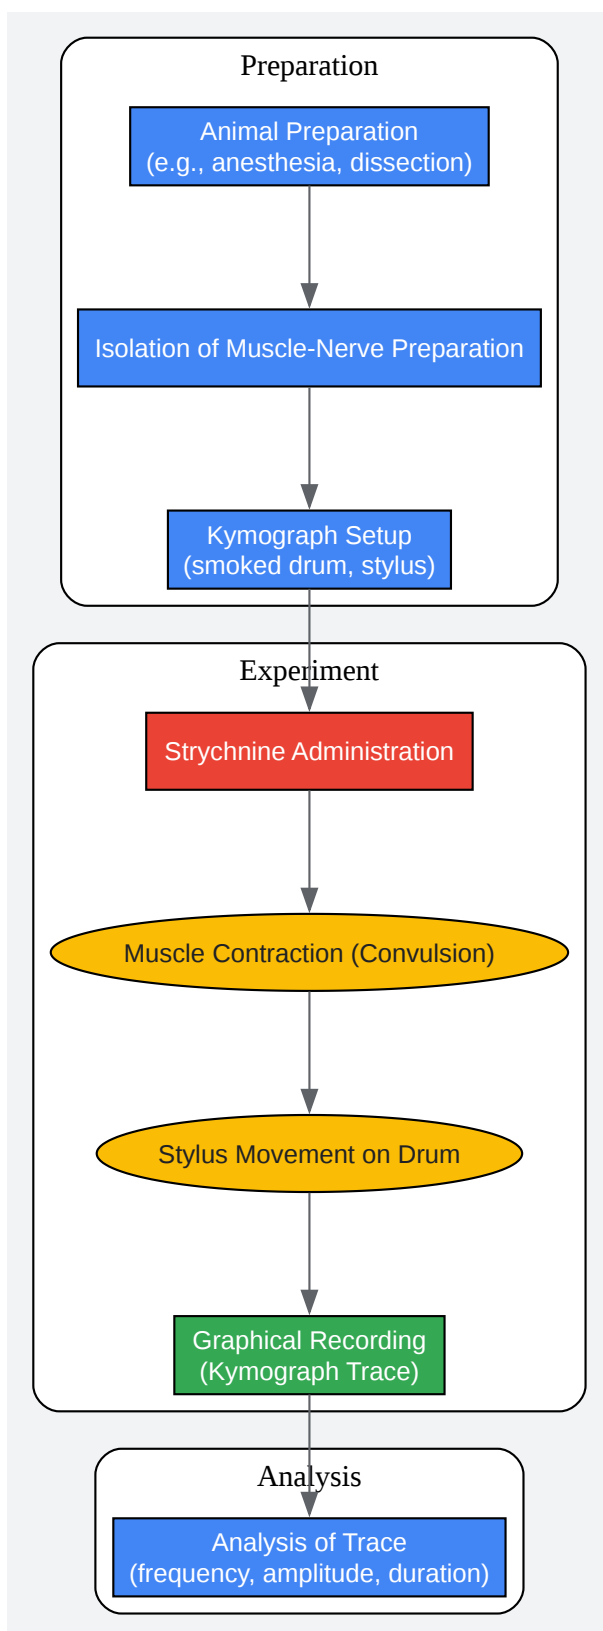 Preparation
Animal Preparation
(e.g., anesthesia, dissection)
Isolation of Muscle-Nerve Preparation
Kymograph Setup
(smoked drum, stylus)
Experiment
Strychnine Administration
Muscle Contraction (Convulsion)
Stylus Movement on Drum
Graphical Recording
(Kymograph Trace)
Analysis
Analysis of Trace
(frequency, amplitude, duration)